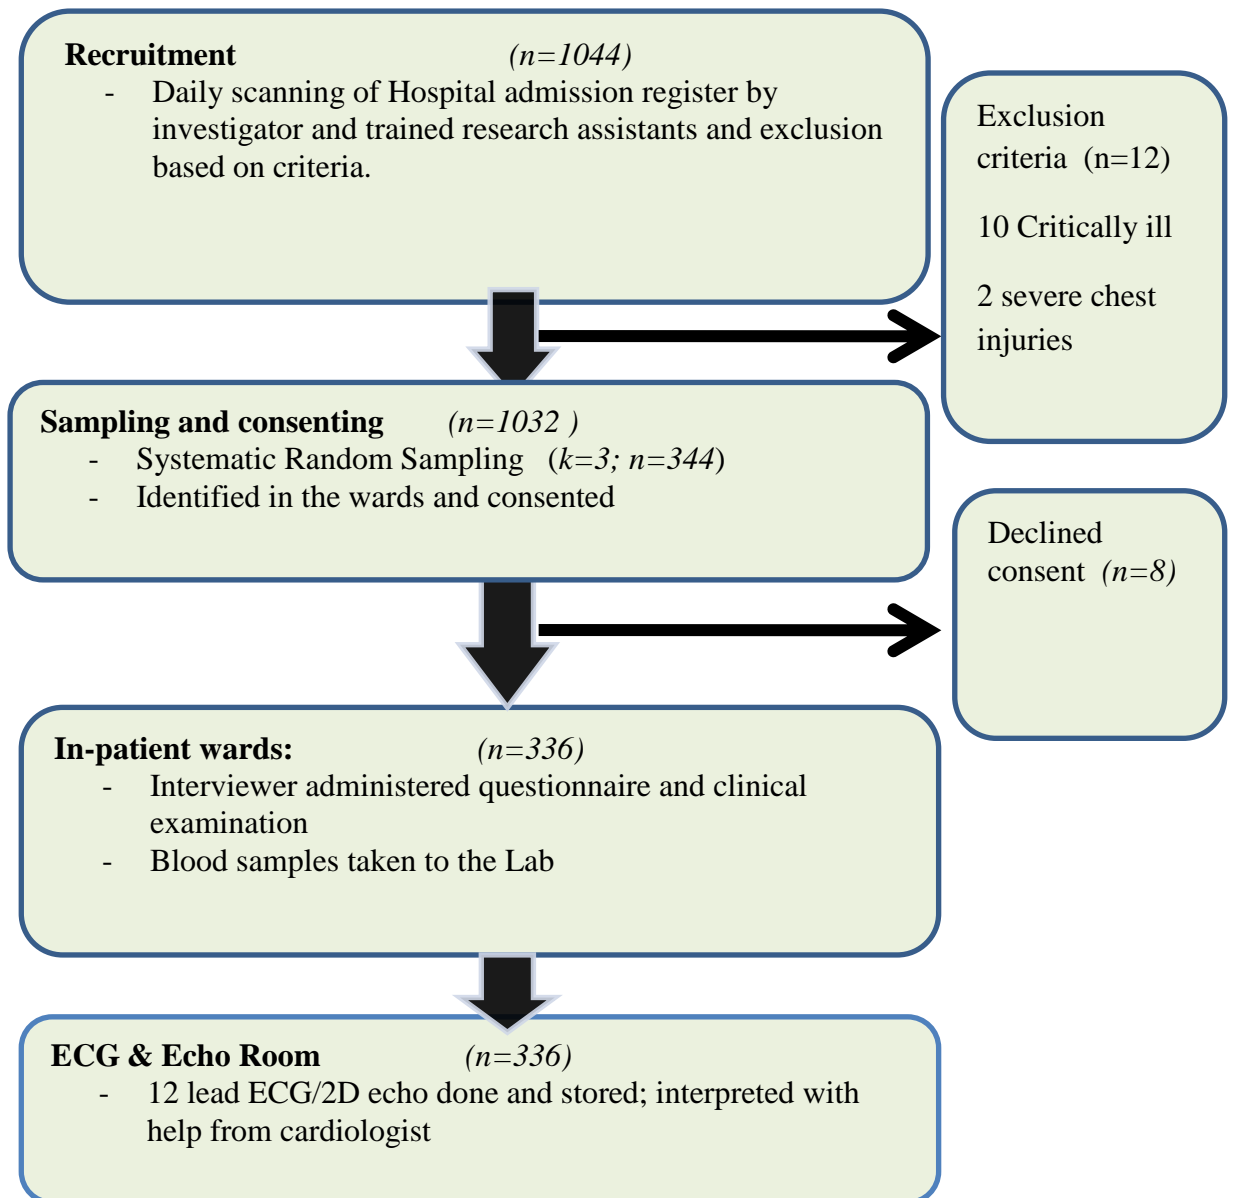 Recruitment (n=1044)
- Daily scanning of Hospital admission register by
investigator and trained research assistants and exclusion
based on criteria.
Exclusion
criteria (n=12)
10 Critically ill
2 severe chest
injuries
Sampling and consenting (n=1032 )
- Systematic Random Sampling (k=3; n=344)
- Identified in the wards and consented
Declined
consent (n=8)
In-patient wards: (n=336)
- Interviewer administered questionnaire and clinical
examination
- Blood samples taken to the Lab
ECG & Echo Room (n=336)
- 12 lead ECG/2D echo done and stored; interpreted with
help from cardiologist